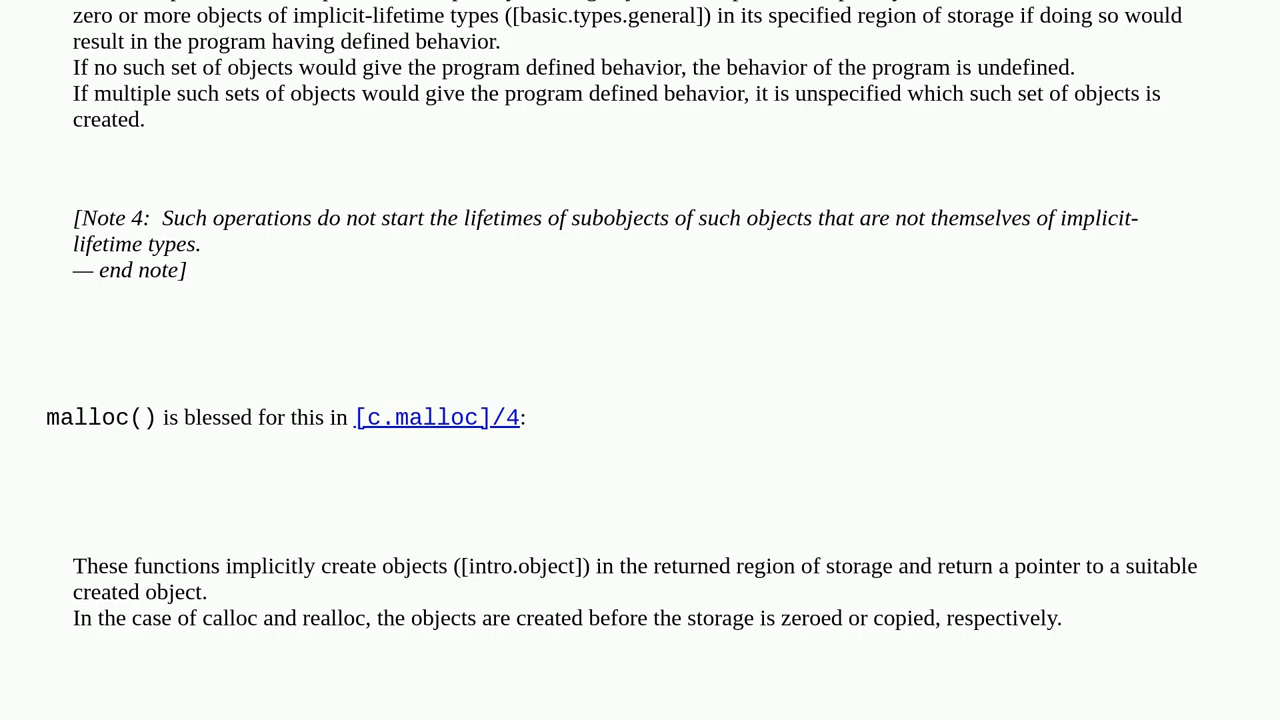 zero or more objects of implicit-lifetime types ([basic.types.general]) in its specified region of storage if doing so would
result in the program having defined behavior.
If no such set of objects would give the program defined behavior, the behavior of the program is undefined.
If multiple such sets of objects would give the program defined behavior, it is unspecified which such set of objects is
created.
[Note 4:  Such operations do not start the lifetimes of subobjects of such objects that are not themselves of implicit-
lifetime types.
— end note]
malloc() is blessed for this in [c.malloc]/4:
These functions implicitly create objects ([intro.object]) in the returned region of storage and return a pointer to a suitable
created object.
In the case of calloc and realloc, the objects are created before the storage is zeroed or copied, respectively.